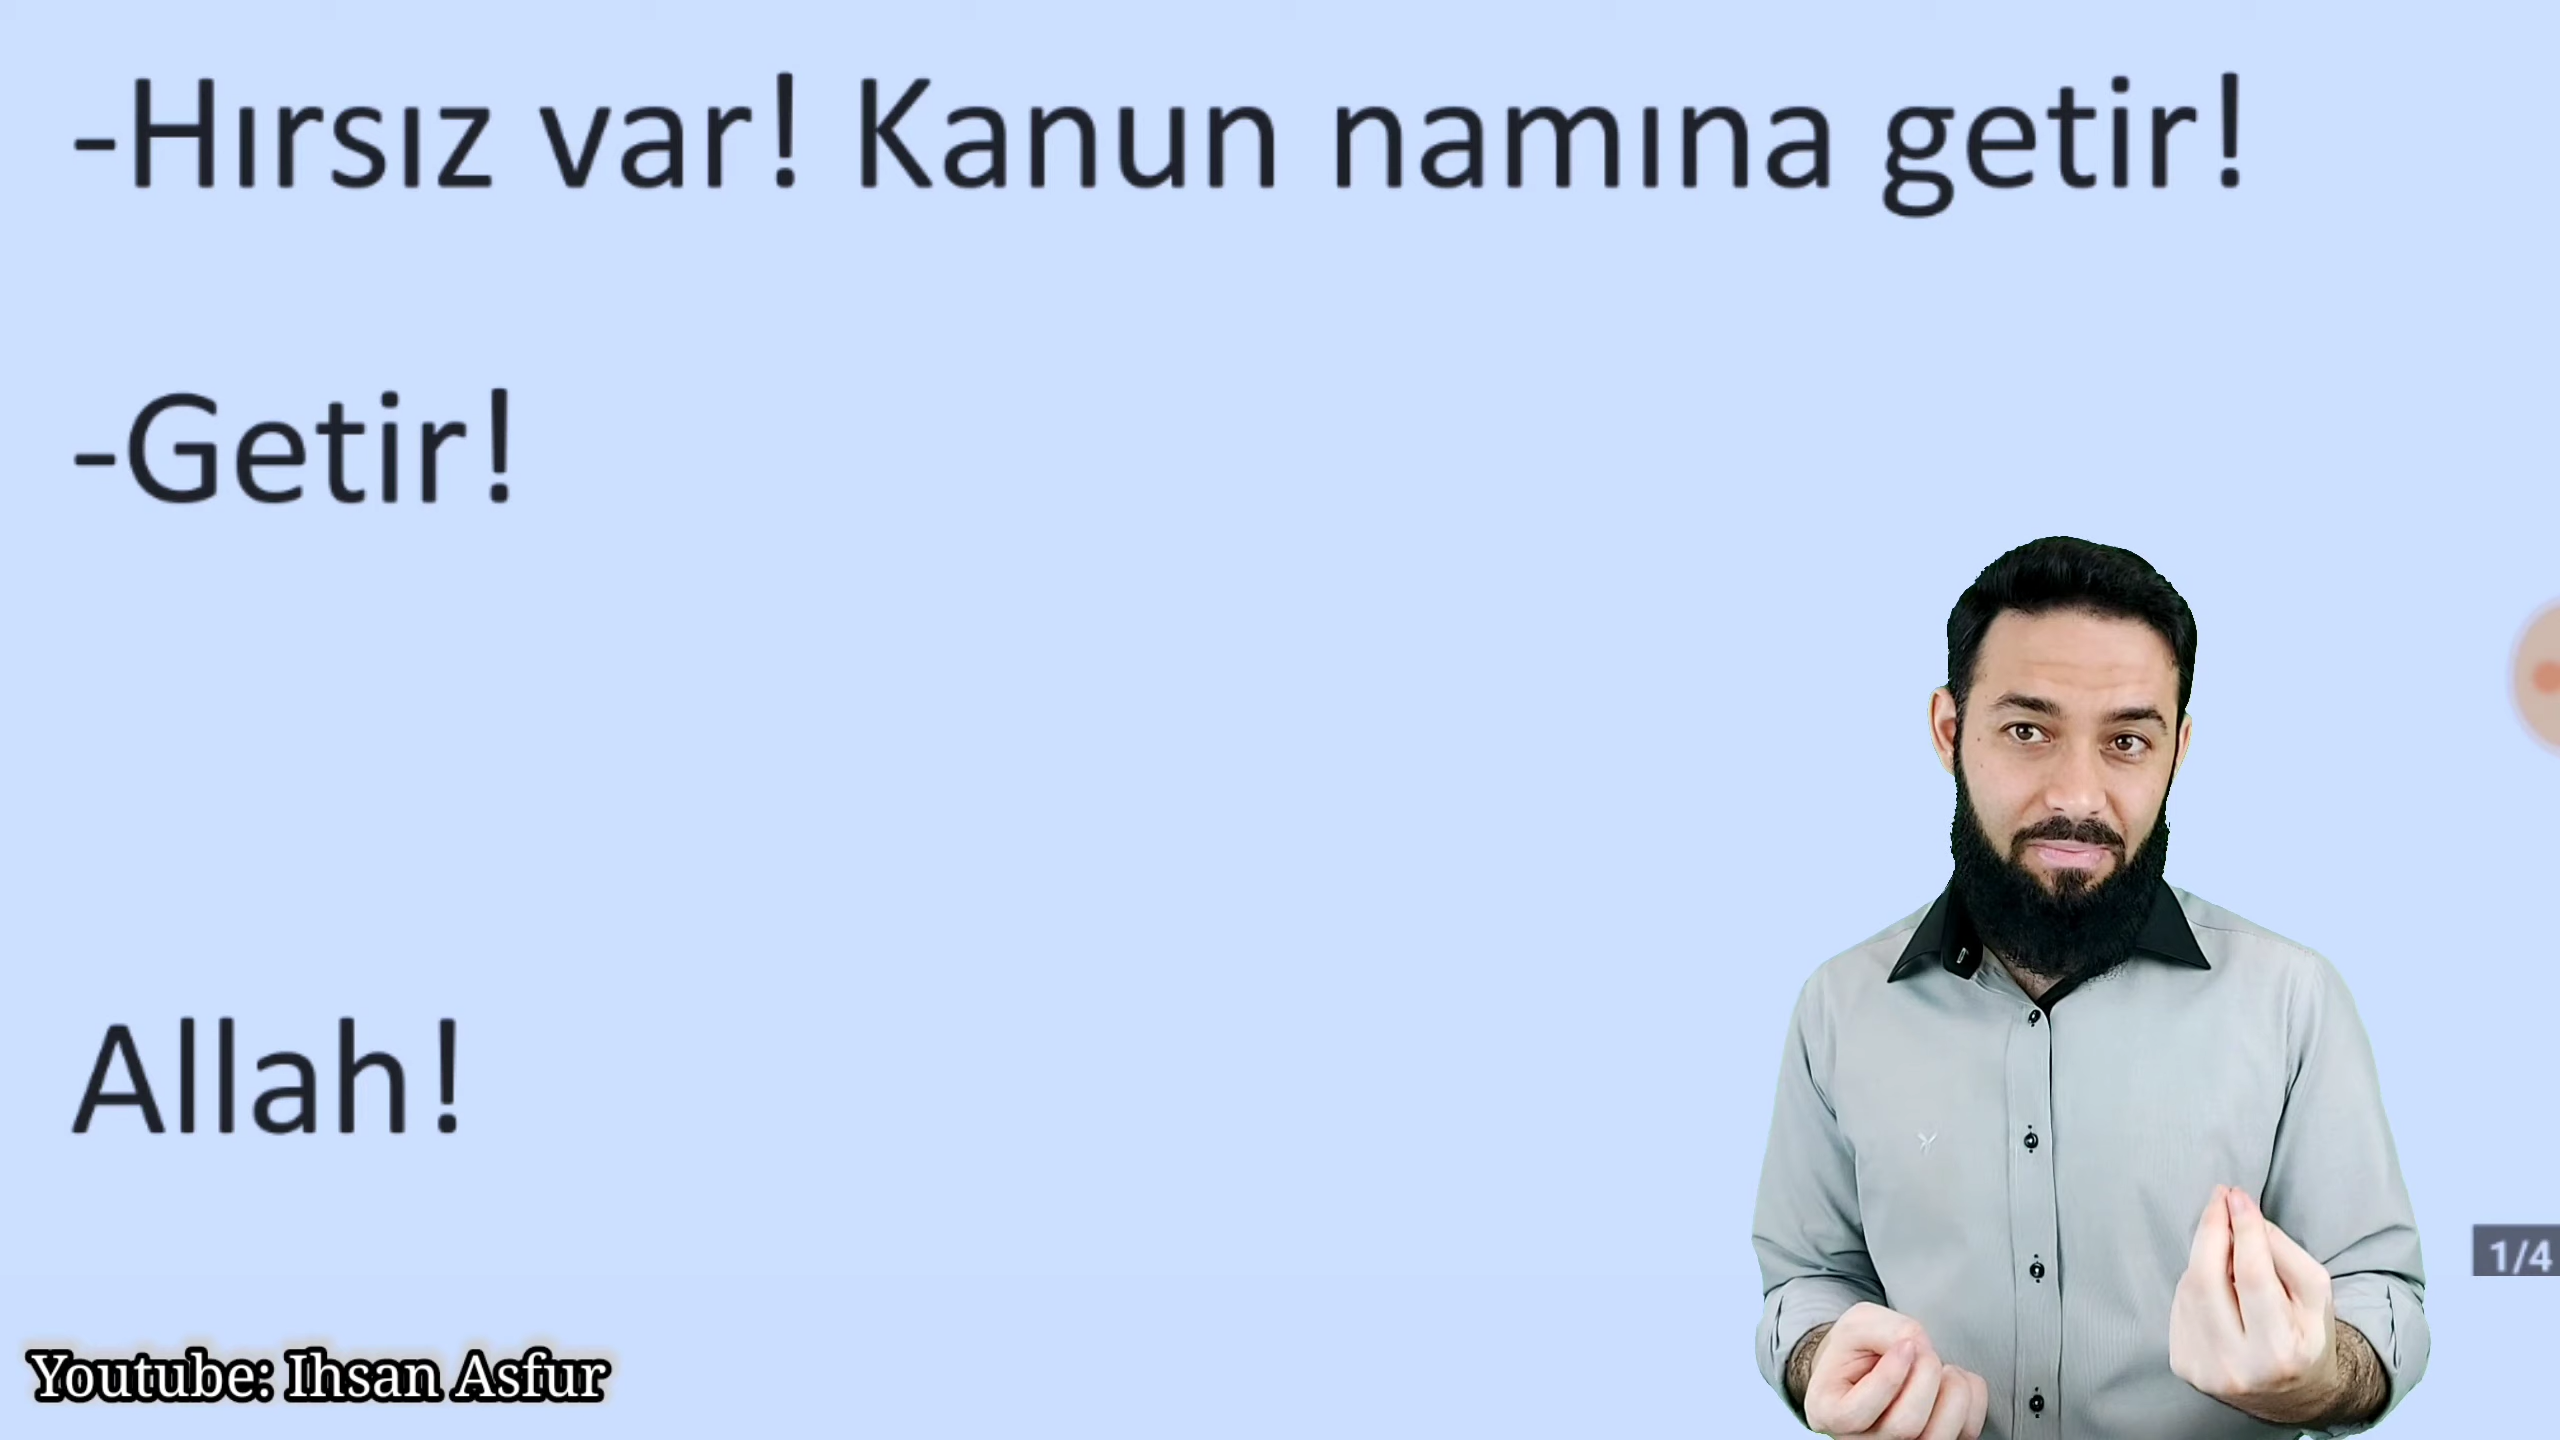 -Hırsız var! Kanun namına getir!
-Getir!
Allah!
1/4
Youtube: Ihsan Asfur